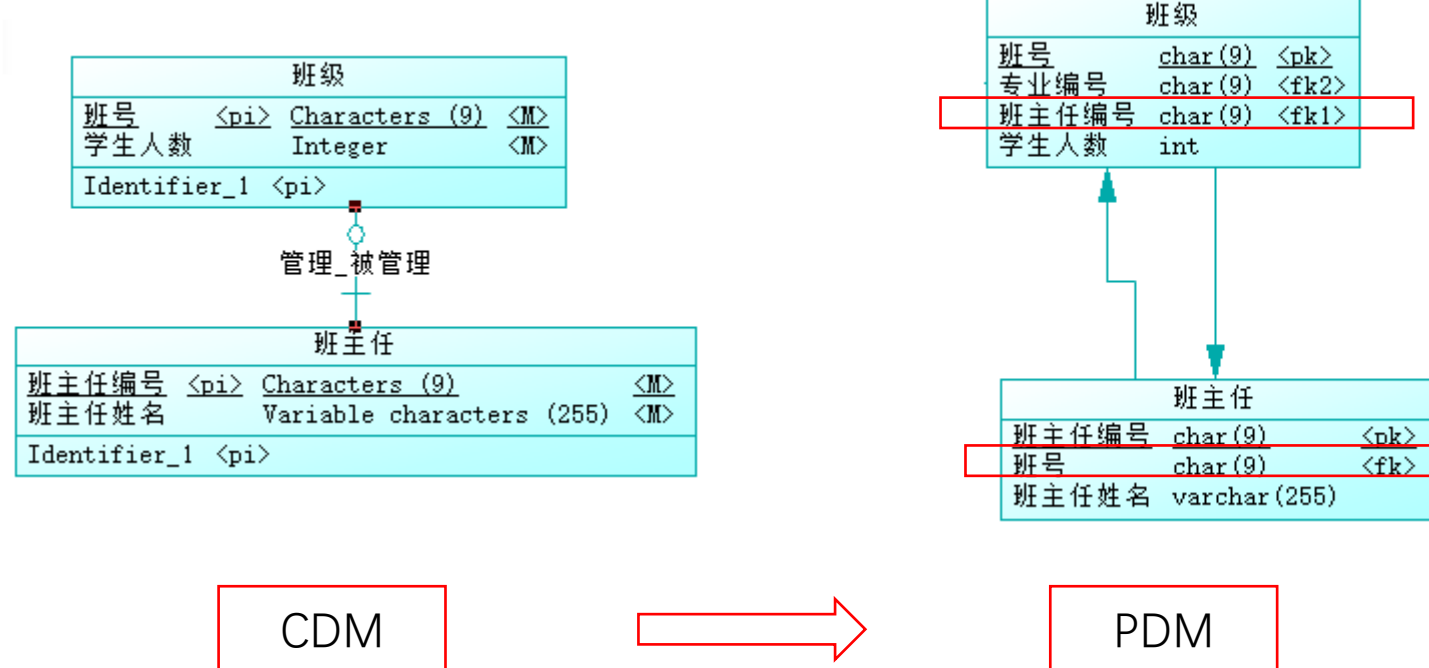 班级
班号 <pi> Characters (9) <M>
学生人数 Integer <M>
Identifier_1 <pi>
管理_被管理
班主任
班主任编号 <pi> Characters (9) <M>
班主任姓名 Variable characters (255) <M>
Identifier_1 <pi>
班级
班号 char(9) <pk>
专业编号 char(9) <fk2>
班主任编号 char(9) <fk1>
学生人数 int
班主任
班主任编号 char(9) <pk>
班号 char(9) <fk>
班主任姓名 varchar(255)
CDM
PDM